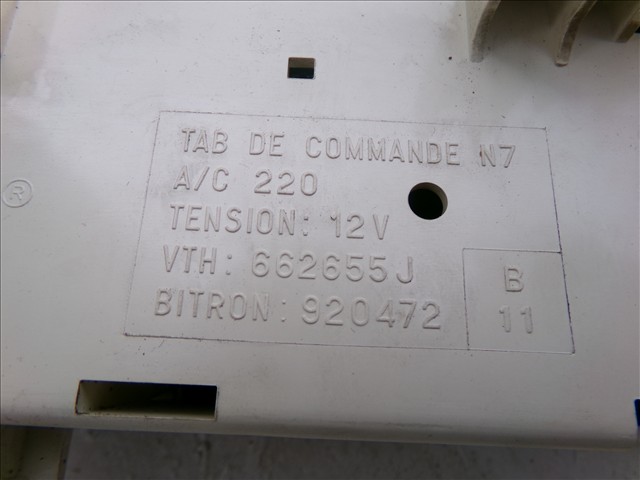 TAB DE COMMANDE N7
A/C 220
®
TENSION: 12V
VTH: 662655J
BITRON: 920472
B
11